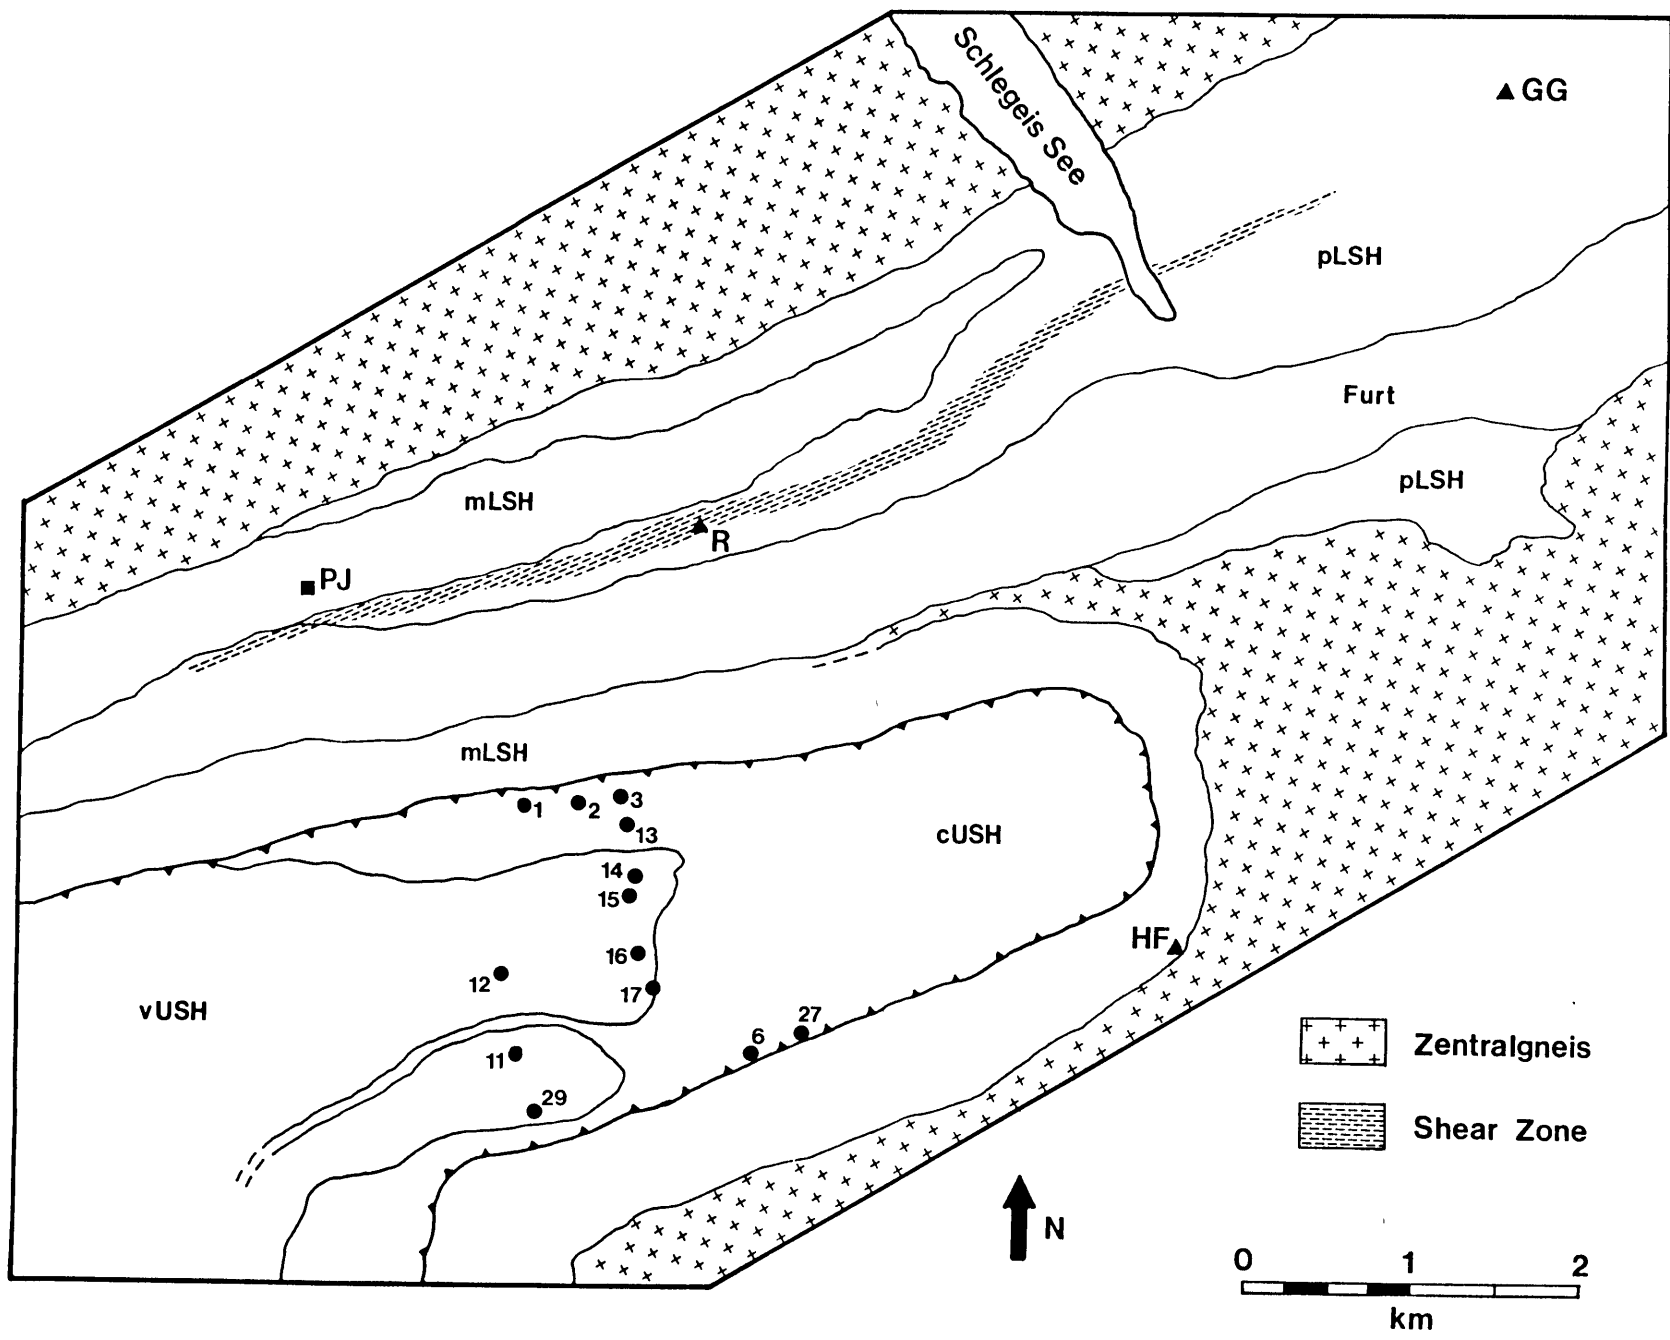 Schlegeis See
GG
pLSH
Furt
pLSH
mLSH
R
PJ
mLSH
1
2
3
13
cUSH
14
15
16
12
17
HF
vUSH
27
6
11
29
Zentralgneis
Shear Zone
N
0 1 2
km